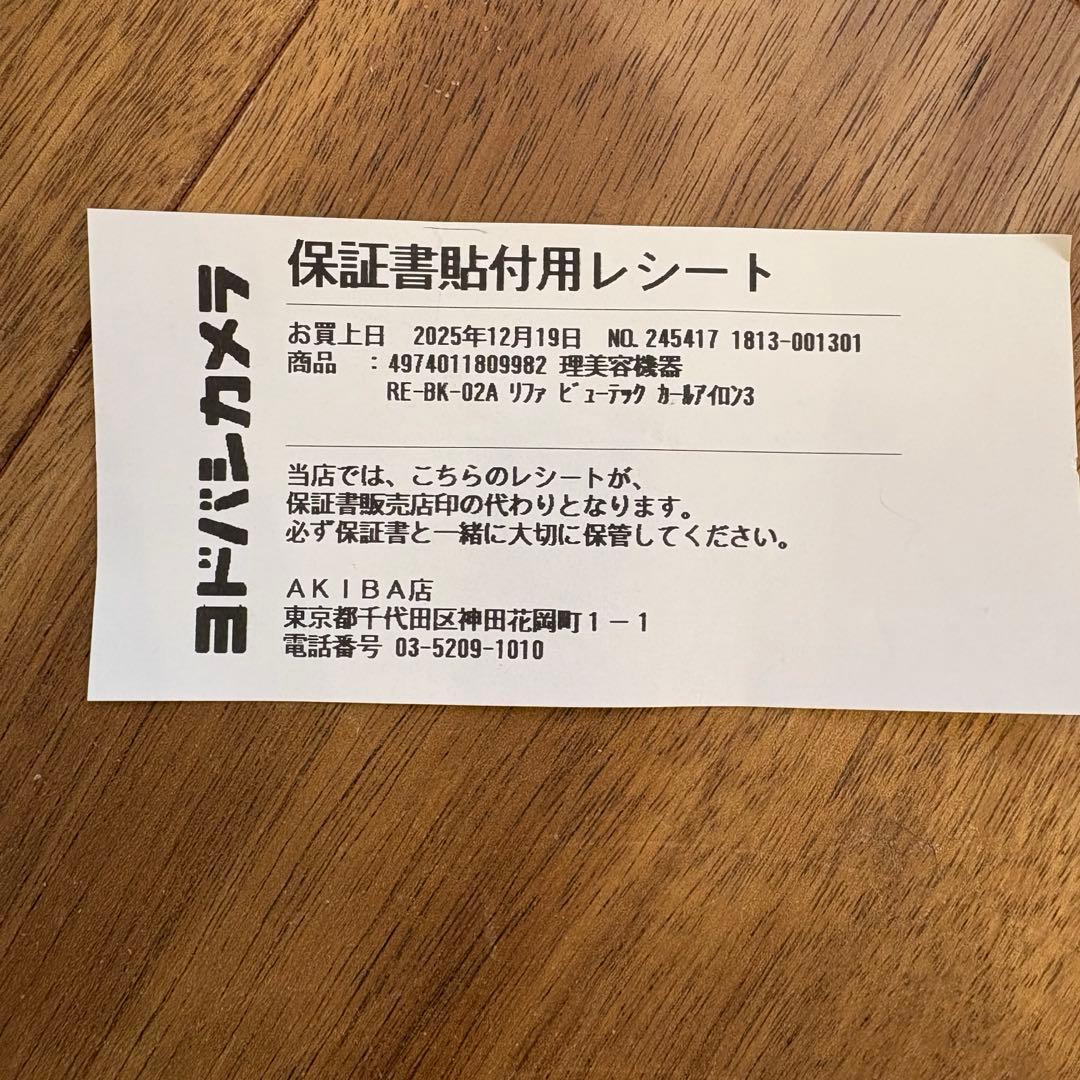 ヨドバシカメラ
保証書貼付用レシート
お買上日 2025年12月19日 NO.245417 1813-001301
商品 :4974011809982 理美容機器
RE-BK-02A ﾘﾌｧ ﾋﾞｭｰﾃｯｸ ｶｰﾙｱｲﾛﾝ3
当店では、こちらのレシートが、
保証書販売店印の代わりとなります。
必ず保証書と一緒に大切に保管してください。
ＡＫＩＢＡ店
東京都千代田区神田花岡町１－１
電話番号 03-5209-1010